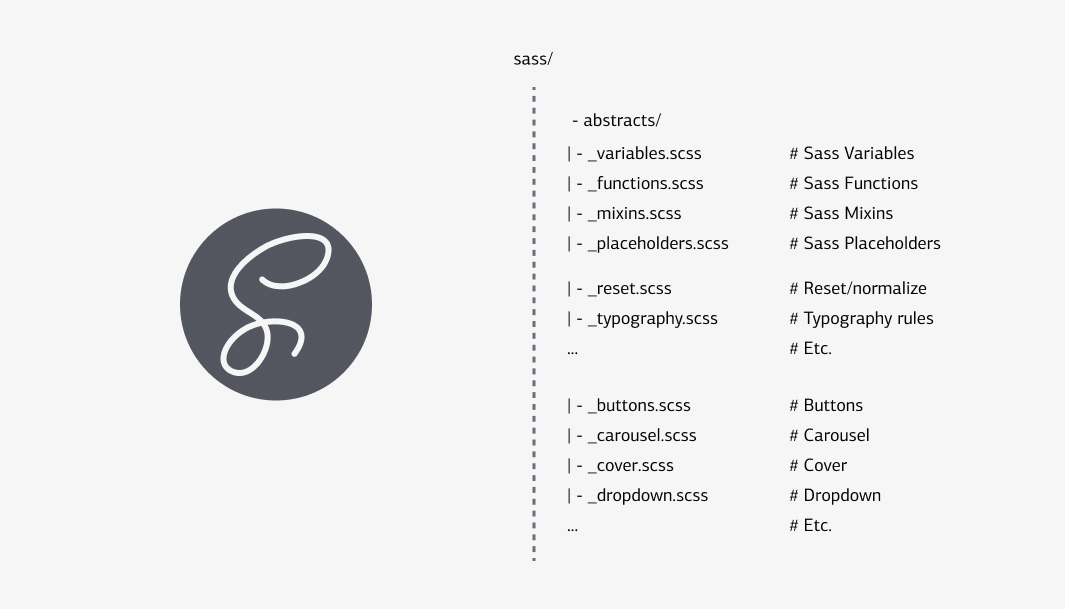 sass/
- abstracts/
| - _variables.scss # Sass Variables
| - _functions.scss # Sass Functions
| - _mixins.scss # Sass Mixins
| - _placeholders.scss # Sass Placeholders
| - _reset.scss # Reset/normalize
| - _typography.scss # Typography rules
... # Etc.
| - _buttons.scss # Buttons
| - _carousel.scss # Carousel
| - _cover.scss # Cover
| - _dropdown.scss # Dropdown
... # Etc.